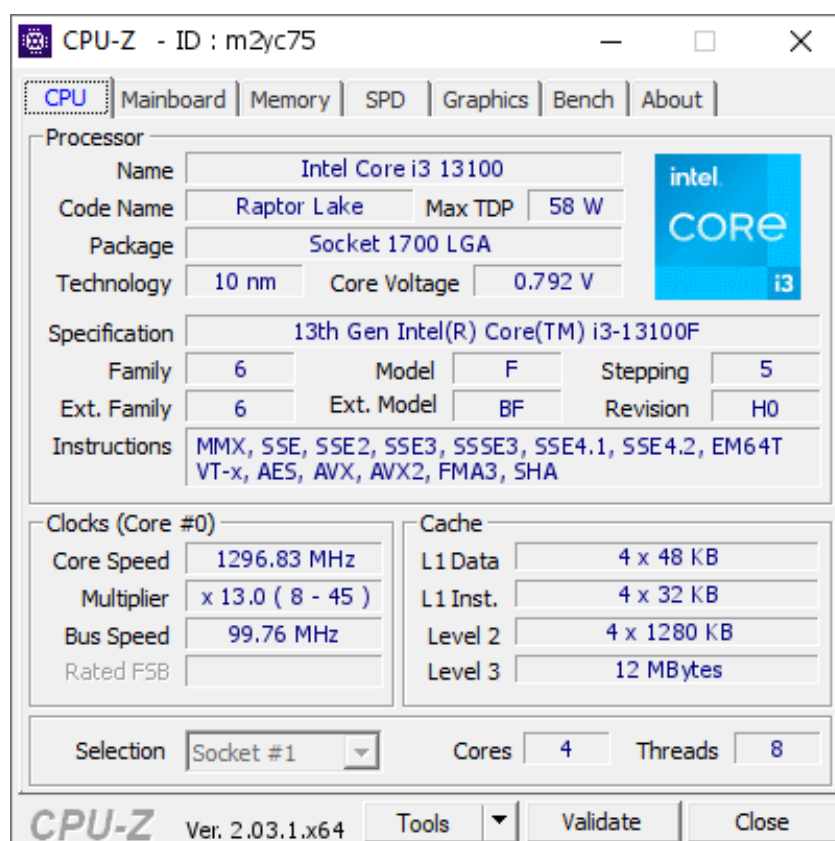 CPU-Z - ID : m2yc75
CPU Mainboard Memory SPD Graphics Bench About
Processor
Name Intel Core i3 13100
Code Name Raptor Lake Max TDP 58 W
Package Socket 1700 LGA
Technology 10 nm Core Voltage 0.792 V
intel
CORE
i3
Specification 13th Gen Intel(R) Core(TM) i3-13100F
Family 6 Model F Stepping 5
Ext. Family 6 Ext. Model BF Revision H0
Instructions MMX, SSE, SSE2, SSE3, SSSE3, SSE4.1, SSE4.2, EM64T
VT-x, AES, AVX, AVX2, FMA3, SHA
Clocks (Core #0)
Core Speed 1296.83 MHz
Multiplier x 13.0 ( 8 - 45 )
Bus Speed 99.76 MHz
Rated FSB
Cache
L1 Data 4 x 48 KB
L1 Inst. 4 x 32 KB
Level 2 4 x 1280 KB
Level 3 12 MBytes
Selection Socket #1 Cores 4 Threads 8
CPU-Z Ver. 2.03.1.x64 Tools Validate Close